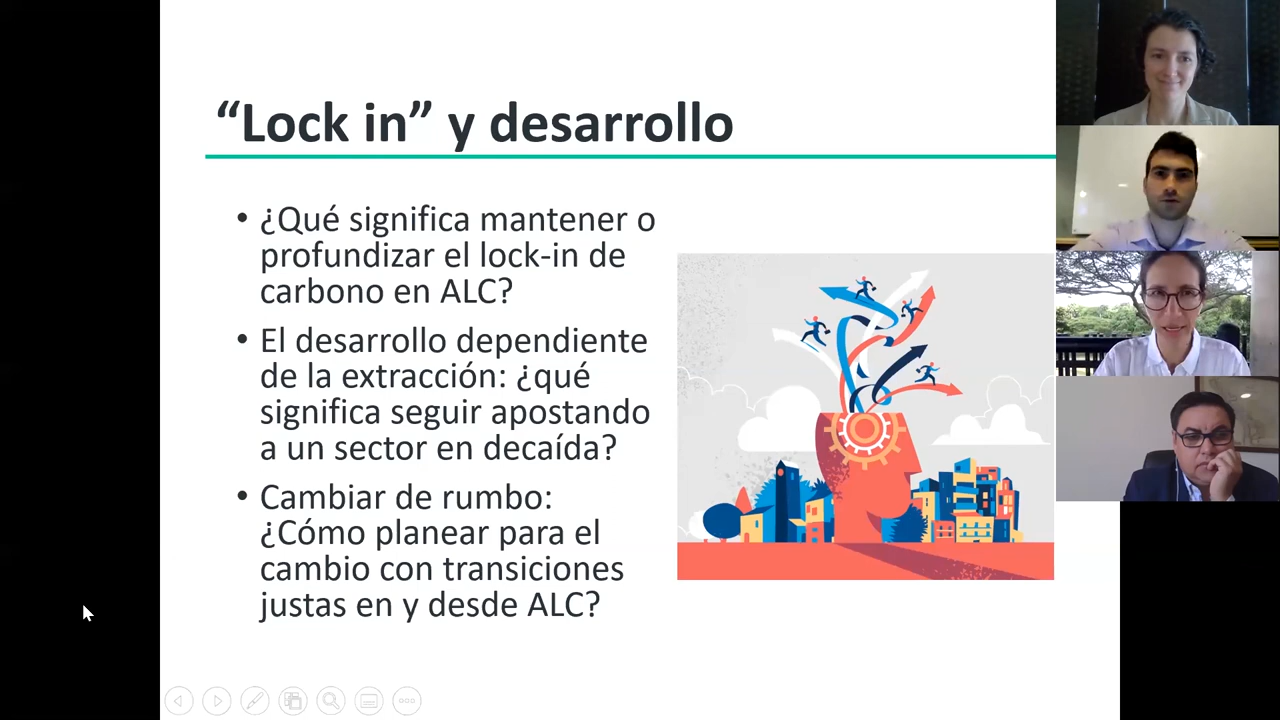 “Lock in” y desarrollo
• ¿Qué significa mantener o
profundizar el lock-in de
carbono en ALC?
• El desarrollo dependiente
de la extracción: ¿qué
significa seguir apostando
a un sector en decaída?
• Cambiar de rumbo:
¿Cómo planear para el
cambio con transiciones
justas en y desde ALC?